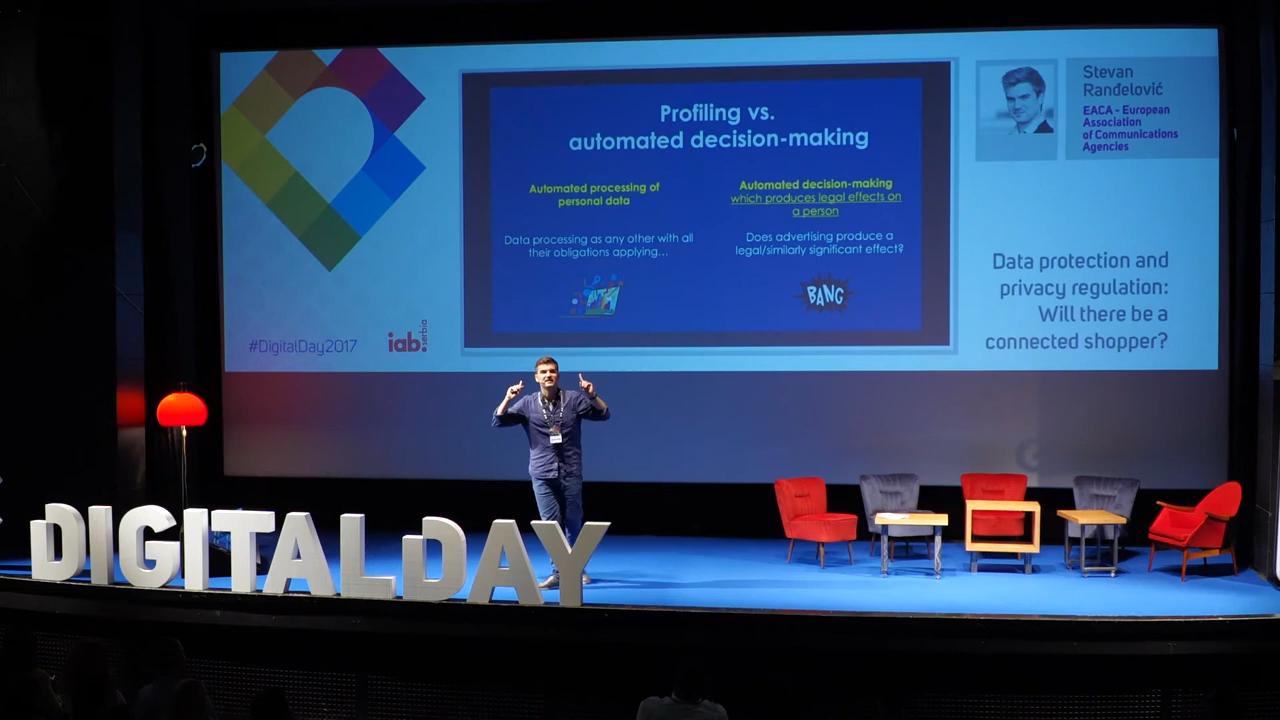 Profiling vs.
automated decision-making
Automated processing of
personal data
Data processing as any other with all
their obligations applying...
Automated decision-making
which produces legal effects on
a person
Does advertising produce a
legal/similarly significant effect?
BANG
Stevan
Ranđelović
EACA - European
Association
of Communications
Agencies
Data protection and
privacy regulation:
Will there be a
connected shopper?
#DigitalDay2017
iab.
serbia
DIGITALDAY